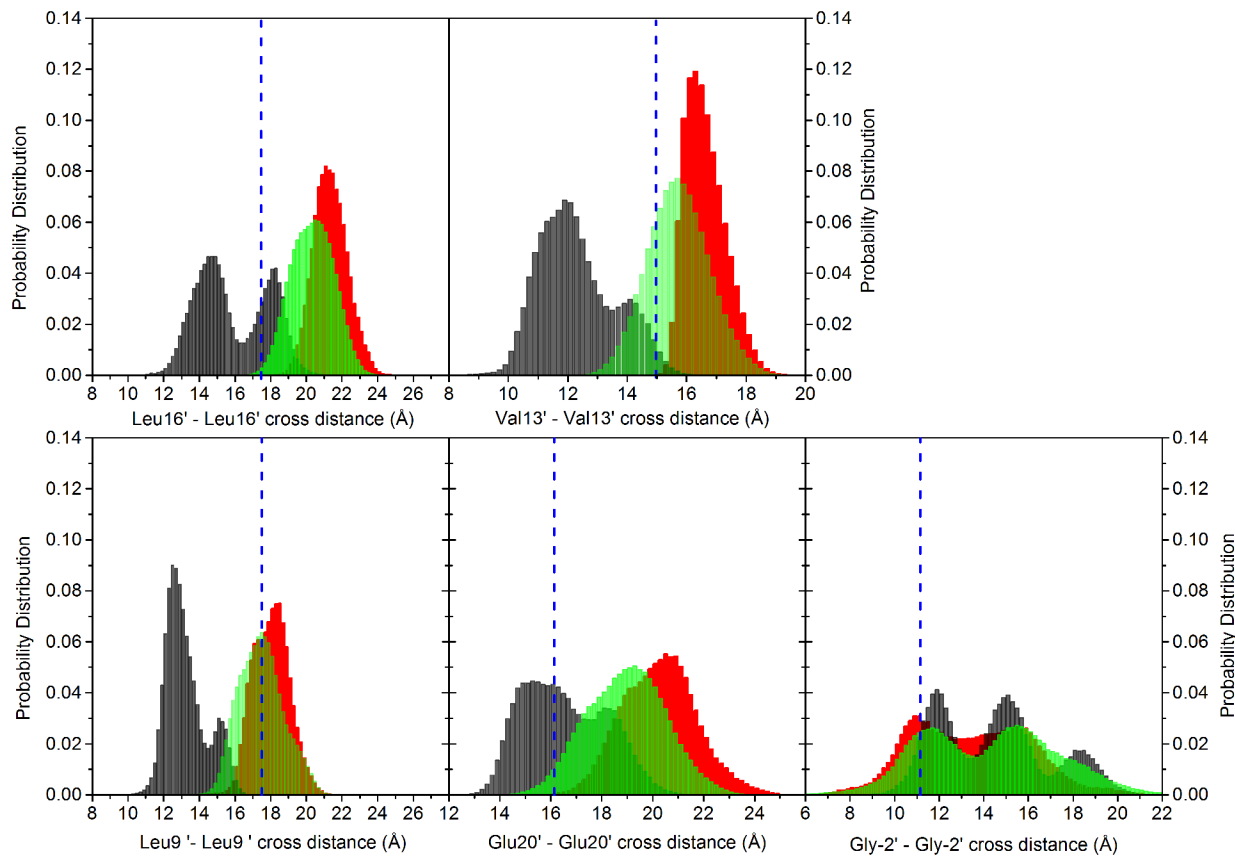 0.14
0.12
0.10
0.08
0.06
0.04
0.02
0.00
Probability Distribution
8 10 12 14 16 18 20 22 24 26
Leu16' - Leu16' cross distance (Å)
10 12 14 16 18 20
Val13' - Val13' cross distance (Å)
0.14
0.12
0.10
0.08
0.06
0.04
0.02
0.00
Probability Distribution
0.14
0.12
0.10
0.08
0.06
0.04
0.02
0.00
Probability Distribution
8 10 12 14 16 18 20 22 24 26
Leu9 '- Leu9 ' cross distance (Å)
12 14 16 18 20 22 24
Glu20' - Glu20' cross distance (Å)
6 8 10 12 14 16 18 20 22
Gly-2' - Gly-2' cross distance (Å)
0.14
0.12
0.10
0.08
0.06
0.04
0.02
0.00
Probability Distribution